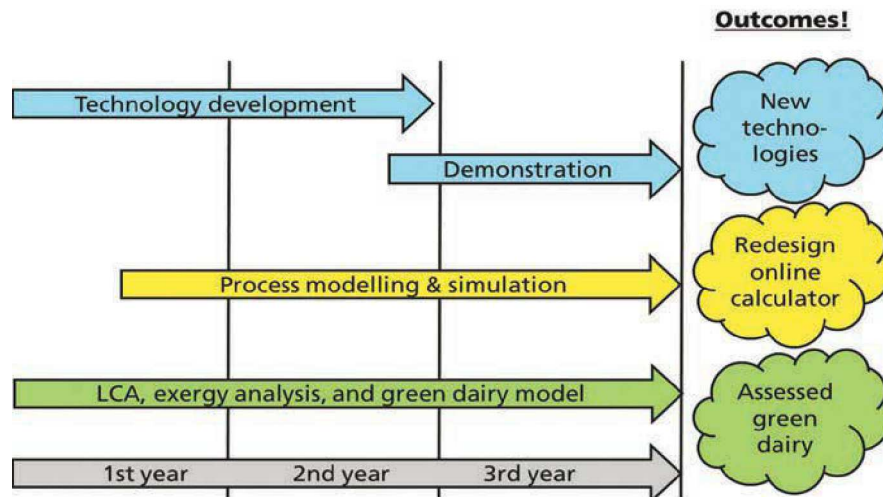 Outcomes!
Technology development
New
techno-
logies
Demonstration
Process modelling & simulation
Redesign
online
calculator
LCA, exergy analysis, and green dairy model
Assessed
green
dairy
1st year
2nd year
3rd year